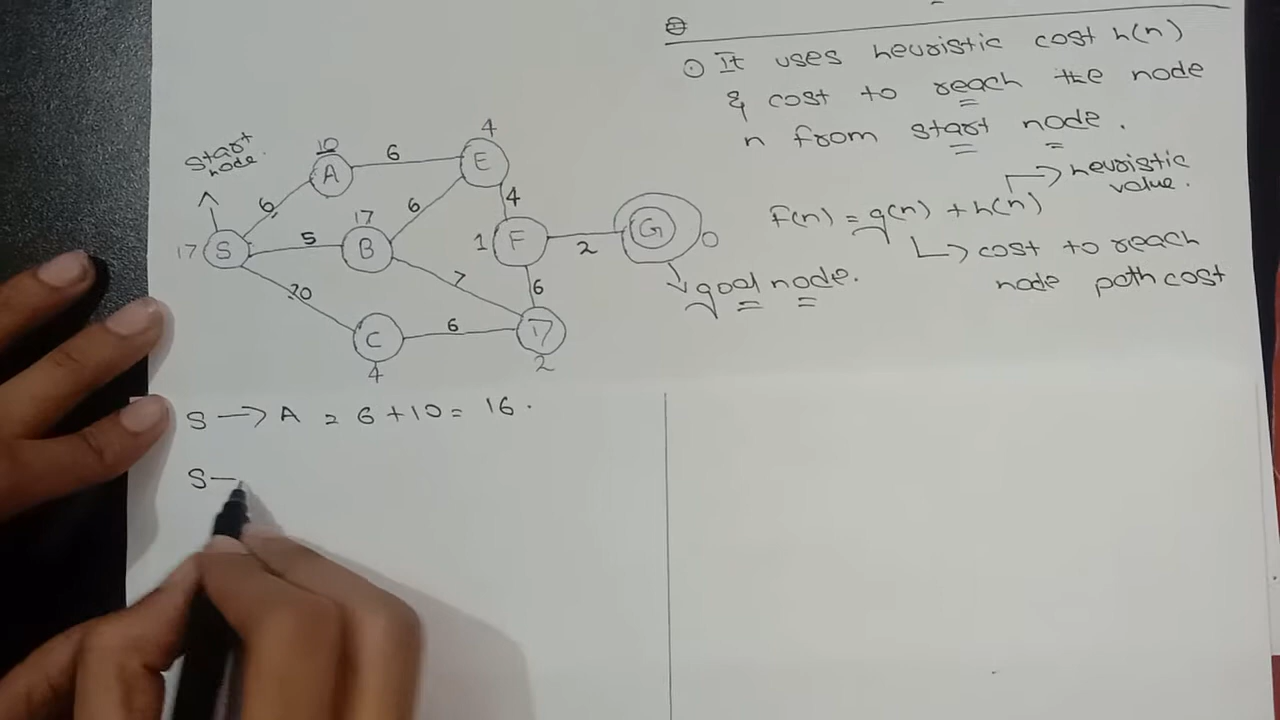 ⊙ It uses heuristic cost h(n)
& cost to reach the node
n from start node.
heuristic
value.
f(n) = g(n) + h(n)
cost to reach
node path cost
start
node.
10
A
6
4
E
6
17
S
5
17
B
6
4
1
F
2
G
0
goal node.
7
6
C
6
D
4
2
S → A = 6 + 10 = 16.
S –